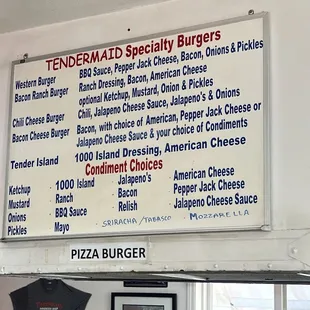 TENDERMAID Specialty Burgers
Western Burger BBQ Sauce, Pepper Jack Cheese, Bacon, Onions & Pickles
Bacon Ranch Burger Ranch Dressing, Bacon, American Cheese
optional Ketchup, Mustard, Onion & Pickles
Chili Cheese Burger Chili, Jalapeno Cheese Sauce, Jalapeno's & Onions
Bacon Cheese Burger Bacon, with choice of American, Pepper Jack Cheese or
Jalapeno Cheese Sauce & your choice of Condiments
Tender Island 1000 Island Dressing, American Cheese
Condiment Choices
Ketchup 1000 Island Jalapeno's American Cheese
Mustard Ranch Bacon Pepper Jack Cheese
Onions BBQ Sauce Relish Jalapeno Cheese Sauce
Pickles Mayo SRIRACHA/TABASCO MOZZARELLA
PIZZA BURGER